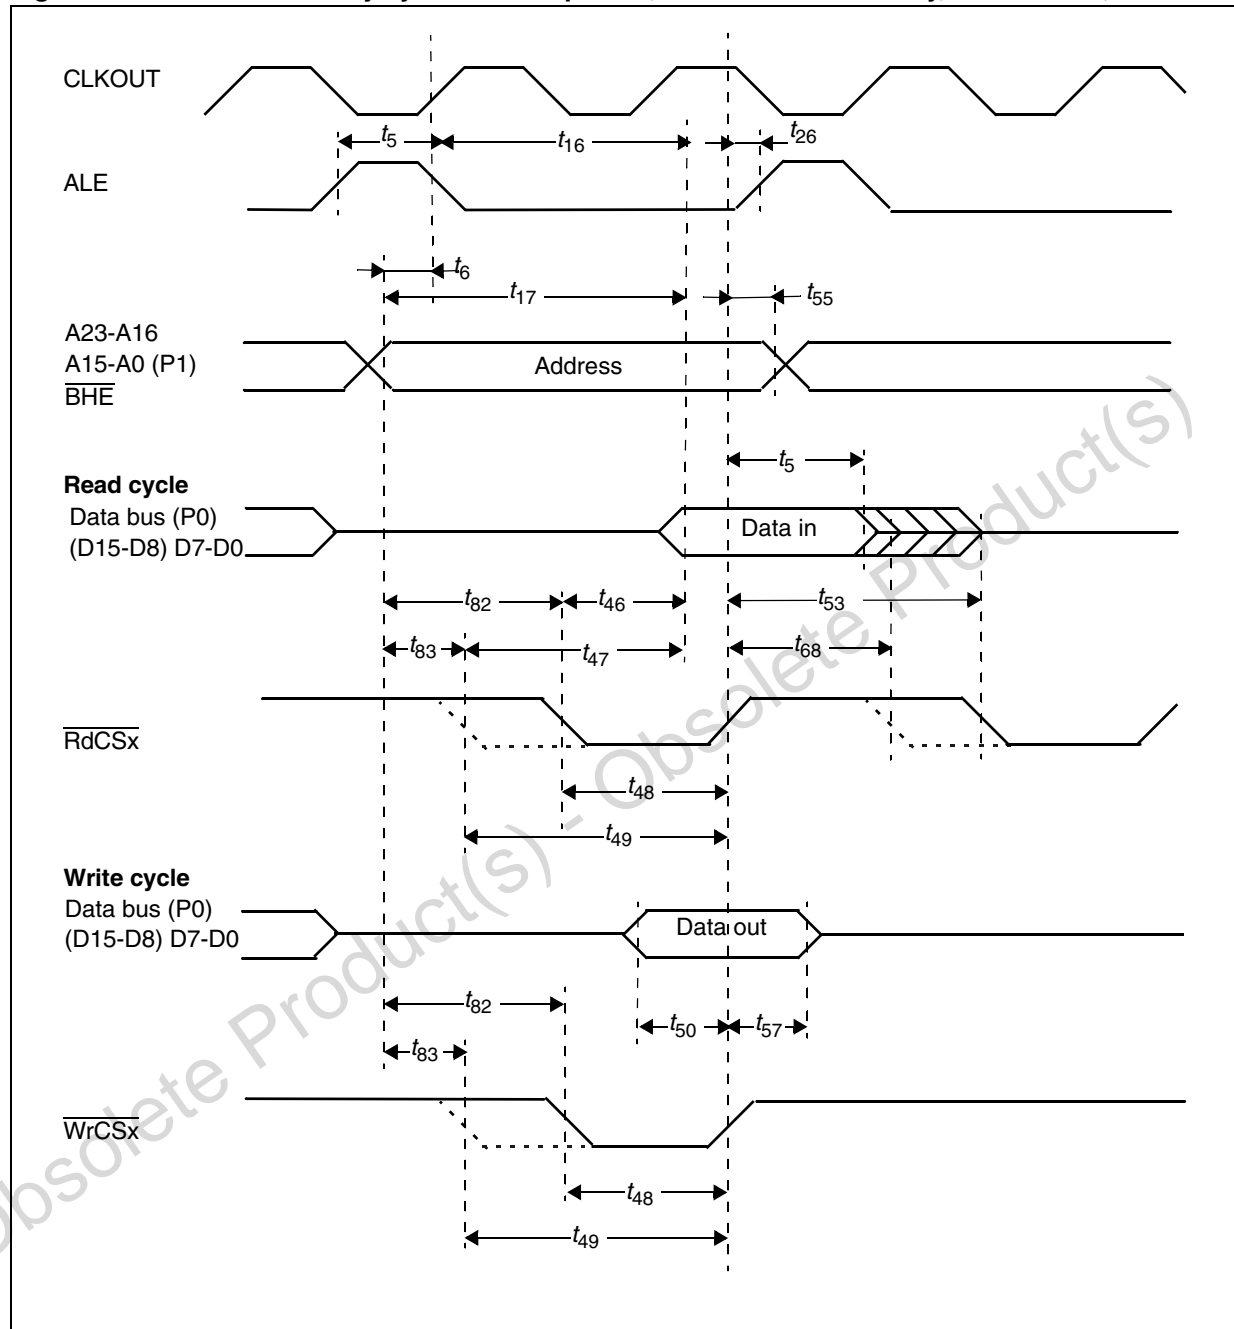 CLKOUT
t5
t16
t26
ALE
t6
t17
t55
A23-A16
A15-A0 (P1)
Address
BHE
t5
Read cycle
Data bus (P0)
Data in
(D15-D8) D7-D0
t82
t46
t53
t83
t47
t68
RdCSx
t48
t49
Write cycle
Data bus (P0)
Data out
(D15-D8) D7-D0
t82
t50
t57
t83
WrCSx
t48
t49
Obsolete Product(s) - Obsolete Product(s)